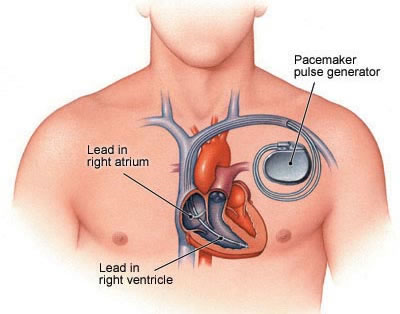 Pacemaker
pulse generator
Lead in
right atrium
Lead in
right ventricle